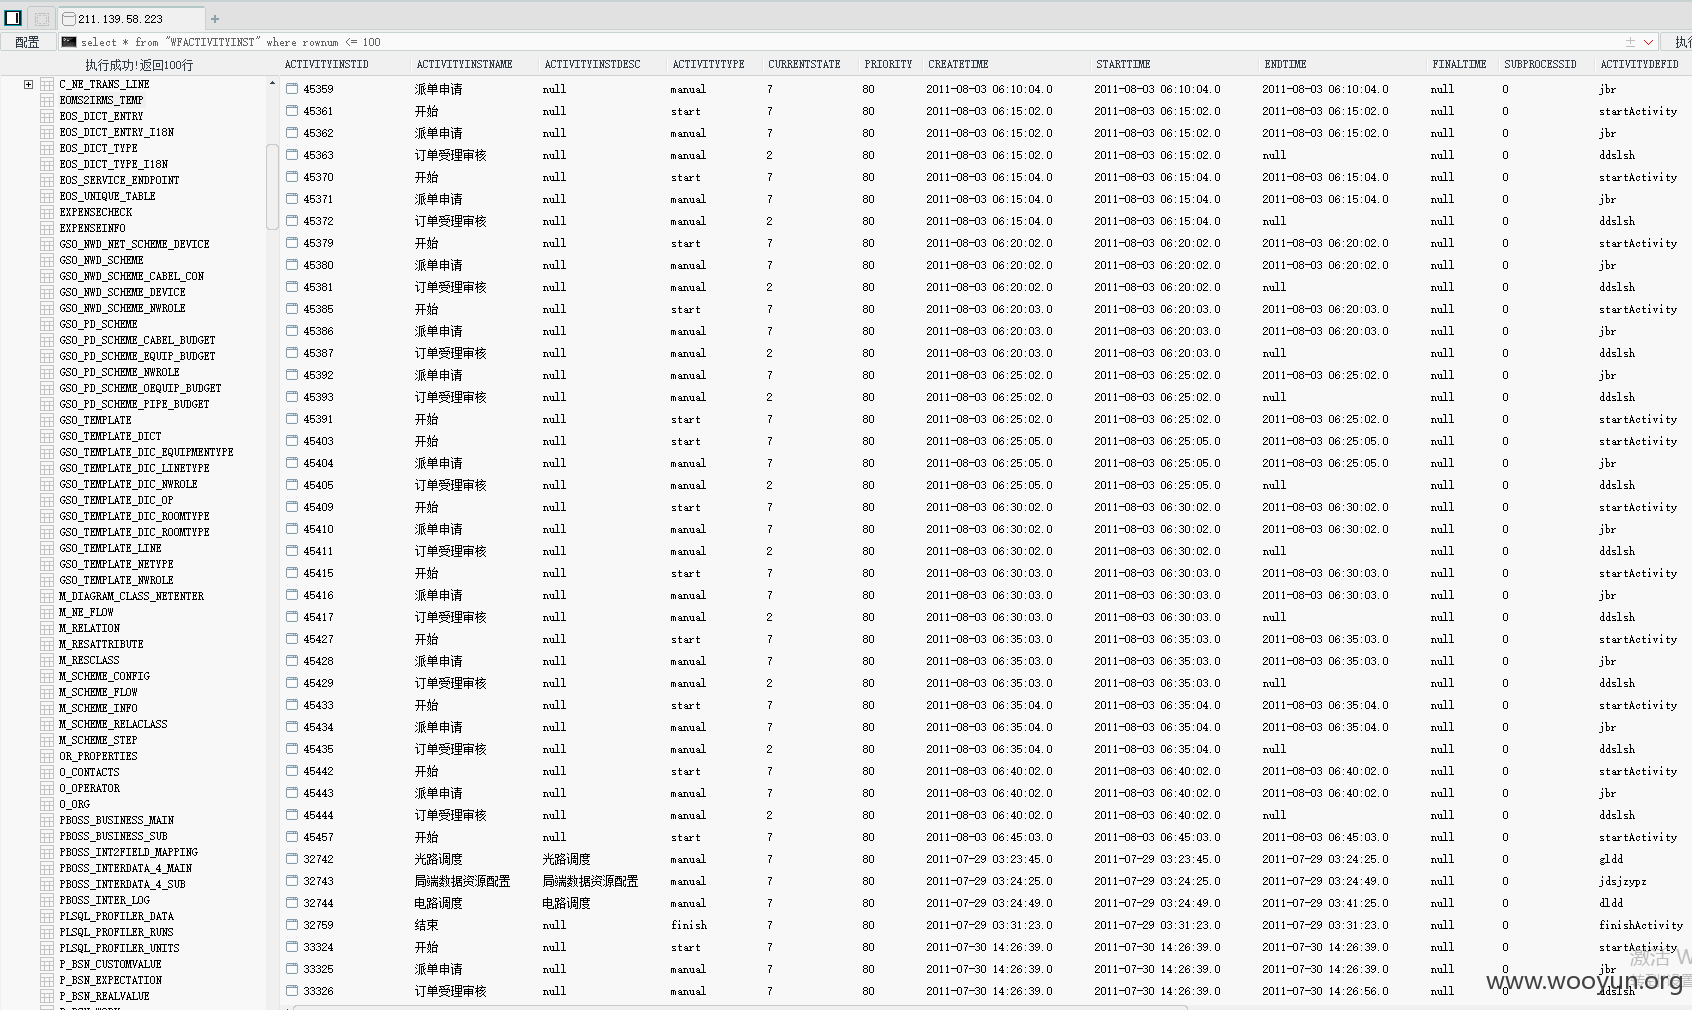 211.139.58.223 +
配置 select * from "WFACTIVITYINST" where rownum <= 100 执行
执行成功!返回100行
C_NE_TRANS_LINE
EOMS2IRMS_TEMP
EOS_DICT_ENTRY
EOS_DICT_ENTRY_I18N
EOS_DICT_TYPE
EOS_DICT_TYPE_I18N
EOS_SERVICE_ENDPOINT
EOS_UNIQUE_TABLE
EXPENSECHECK
EXPENSEINFO
GSO_NWD_NET_SCHEME_DEVICE
GSO_NWD_SCHEME
GSO_NWD_SCHEME_CABEL_CON
GSO_NWD_SCHEME_DEVICE
GSO_NWD_SCHEME_NWROLE
GSO_PD_SCHEME
GSO_PD_SCHEME_CABEL_BUDGET
GSO_PD_SCHEME_EQUIP_BUDGET
GSO_PD_SCHEME_NWROLE
GSO_PD_SCHEME_OEQUIP_BUDGET
GSO_PD_SCHEME_PIPE_BUDGET
GSO_TEMPLATE
GSO_TEMPLATE_DICT
GSO_TEMPLATE_DIC_EQUIPMENTYPE
GSO_TEMPLATE_DIC_LINETYPE
GSO_TEMPLATE_DIC_NWROLE
GSO_TEMPLATE_DIC_OP
GSO_TEMPLATE_DIC_ROOMTYPE
GSO_TEMPLATE_DIC_ROOMTYPE
GSO_TEMPLATE_LINE
GSO_TEMPLATE_NETYPE
GSO_TEMPLATE_NWROLE
M_DIAGRAM_CLASS_NETENTER
M_NE_FLOW
M_RELATION
M_RESATTRIBUTE
M_RESCLASS
M_SCHEME_CONFIG
M_SCHEME_FLOW
M_SCHEME_INFO
M_SCHEME_RELACLASS
M_SCHEME_STEP
OR_PROPERTIES
O_CONTACTS
O_OPERATOR
O_ORG
PBOSS_BUSINESS_MAIN
PBOSS_BUSINESS_SUB
PBOSS_INT2FIELD_MAPPING
PBOSS_INTERDATA_4_MAIN
PBOSS_INTERDATA_4_SUB
PBOSS_INTER_LOG
PLSQL_PROFILER_DATA
PLSQL_PROFILER_RUNS
PLSQL_PROFILER_UNITS
P_BSN_CUSTOMVALUE
P_BSN_EXPECTATION
P_BSN_REALVALUE
ACTIVITYINSTID ACTIVITYINSTNAME ACTIVITYINSTDESC ACTIVITYTYPE CURRENTSTATE PRIORITY CREATETIME STARTTIME ENDTIME FINALTIME SUBPROCESSID ACTIVITYDEFID
45359 派单申请 null manual 7 80 2011-08-03 06:10:04.0 2011-08-03 06:10:04.0 2011-08-03 06:10:04.0 null 0 jbr
45361 开始 null start 7 80 2011-08-03 06:15:02.0 2011-08-03 06:15:02.0 2011-08-03 06:15:02.0 null 0 startActivity
45362 派单申请 null manual 7 80 2011-08-03 06:15:02.0 2011-08-03 06:15:02.0 2011-08-03 06:15:02.0 null 0 jbr
45363 订单受理审核 null manual 2 80 2011-08-03 06:15:02.0 2011-08-03 06:15:02.0 null null 0 ddslsh
45370 开始 null start 7 80 2011-08-03 06:15:04.0 2011-08-03 06:15:04.0 2011-08-03 06:15:04.0 null 0 startActivity
45371 派单申请 null manual 7 80 2011-08-03 06:15:04.0 2011-08-03 06:15:04.0 2011-08-03 06:15:04.0 null 0 jbr
45372 订单受理审核 null manual 2 80 2011-08-03 06:15:04.0 2011-08-03 06:15:04.0 null null 0 ddslsh
45379 开始 null start 7 80 2011-08-03 06:20:02.0 2011-08-03 06:20:02.0 2011-08-03 06:20:02.0 null 0 startActivity
45380 派单申请 null manual 7 80 2011-08-03 06:20:02.0 2011-08-03 06:20:02.0 2011-08-03 06:20:02.0 null 0 jbr
45381 订单受理审核 null manual 2 80 2011-08-03 06:20:02.0 2011-08-03 06:20:02.0 null null 0 ddslsh
45385 开始 null start 7 80 2011-08-03 06:20:03.0 2011-08-03 06:20:03.0 2011-08-03 06:20:03.0 null 0 startActivity
45386 派单申请 null manual 7 80 2011-08-03 06:20:03.0 2011-08-03 06:20:03.0 2011-08-03 06:20:03.0 null 0 jbr
45387 订单受理审核 null manual 2 80 2011-08-03 06:20:03.0 2011-08-03 06:20:03.0 null null 0 ddslsh
45392 派单申请 null manual 7 80 2011-08-03 06:25:02.0 2011-08-03 06:25:02.0 2011-08-03 06:25:02.0 null 0 jbr
45393 订单受理审核 null manual 2 80 2011-08-03 06:25:02.0 2011-08-03 06:25:02.0 null null 0 ddslsh
45391 开始 null start 7 80 2011-08-03 06:25:02.0 2011-08-03 06:25:02.0 2011-08-03 06:25:02.0 null 0 startActivity
45403 开始 null start 7 80 2011-08-03 06:25:05.0 2011-08-03 06:25:05.0 2011-08-03 06:25:05.0 null 0 startActivity
45404 派单申请 null manual 7 80 2011-08-03 06:25:05.0 2011-08-03 06:25:05.0 2011-08-03 06:25:05.0 null 0 jbr
45405 订单受理审核 null manual 2 80 2011-08-03 06:25:05.0 2011-08-03 06:25:05.0 null null 0 ddslsh
45409 开始 null start 7 80 2011-08-03 06:30:02.0 2011-08-03 06:30:02.0 2011-08-03 06:30:02.0 null 0 startActivity
45410 派单申请 null manual 7 80 2011-08-03 06:30:02.0 2011-08-03 06:30:02.0 2011-08-03 06:30:02.0 null 0 jbr
45411 订单受理审核 null manual 2 80 2011-08-03 06:30:02.0 2011-08-03 06:30:02.0 null null 0 ddslsh
45415 开始 null start 7 80 2011-08-03 06:30:03.0 2011-08-03 06:30:03.0 2011-08-03 06:30:03.0 null 0 startActivity
45416 派单申请 null manual 7 80 2011-08-03 06:30:03.0 2011-08-03 06:30:03.0 2011-08-03 06:30:03.0 null 0 jbr
45417 订单受理审核 null manual 2 80 2011-08-03 06:30:03.0 2011-08-03 06:30:03.0 null null 0 ddslsh
45427 开始 null start 7 80 2011-08-03 06:35:03.0 2011-08-03 06:35:03.0 2011-08-03 06:35:03.0 null 0 startActivity
45428 派单申请 null manual 7 80 2011-08-03 06:35:03.0 2011-08-03 06:35:03.0 2011-08-03 06:35:03.0 null 0 jbr
45429 订单受理审核 null manual 2 80 2011-08-03 06:35:03.0 2011-08-03 06:35:03.0 null null 0 ddslsh
45433 开始 null start 7 80 2011-08-03 06:35:04.0 2011-08-03 06:35:04.0 2011-08-03 06:35:04.0 null 0 startActivity
45434 派单申请 null manual 7 80 2011-08-03 06:35:04.0 2011-08-03 06:35:04.0 2011-08-03 06:35:04.0 null 0 jbr
45435 订单受理审核 null manual 2 80 2011-08-03 06:35:04.0 2011-08-03 06:35:04.0 null null 0 ddslsh
45442 开始 null start 7 80 2011-08-03 06:40:02.0 2011-08-03 06:40:02.0 2011-08-03 06:40:02.0 null 0 startActivity
45443 派单申请 null manual 7 80 2011-08-03 06:40:02.0 2011-08-03 06:40:02.0 2011-08-03 06:40:02.0 null 0 jbr
45444 订单受理审核 null manual 2 80 2011-08-03 06:40:02.0 2011-08-03 06:40:02.0 null null 0 ddslsh
45457 开始 null start 7 80 2011-08-03 06:45:03.0 2011-08-03 06:45:03.0 2011-08-03 06:45:03.0 null 0 startActivity
32742 光路调度 光路调度 manual 7 80 2011-07-29 03:23:45.0 2011-07-29 03:23:45.0 2011-07-29 03:24:25.0 null 0 gldd
32743 局端数据资源配置 局端数据资源配置 manual 7 80 2011-07-29 03:24:25.0 2011-07-29 03:24:25.0 2011-07-29 03:24:49.0 null 0 jdsjzypz
32744 电路调度 电路调度 manual 7 80 2011-07-29 03:24:49.0 2011-07-29 03:24:49.0 2011-07-29 03:41:25.0 null 0 dldd
32759 结束 null finish 7 80 2011-07-29 03:31:23.0 2011-07-29 03:31:23.0 2011-07-29 03:31:23.0 null 0 finishActivity
33324 开始 null start 7 80 2011-07-30 14:26:39.0 2011-07-30 14:26:39.0 2011-07-30 14:26:39.0 null 0 startActivity
33325 派单申请 null manual 7 80 2011-07-30 14:26:39.0 2011-07-30 14:26:39.0 2011-07-30 14:26:39.0 null 0 jbr
33326 订单受理审核 null manual 7 80 2011-07-30 14:26:39.0 2011-07-30 14:26:39.0 2011-07-30 14:26:56.0 null 0 ddslsh
激活 W
www.wooyun.org